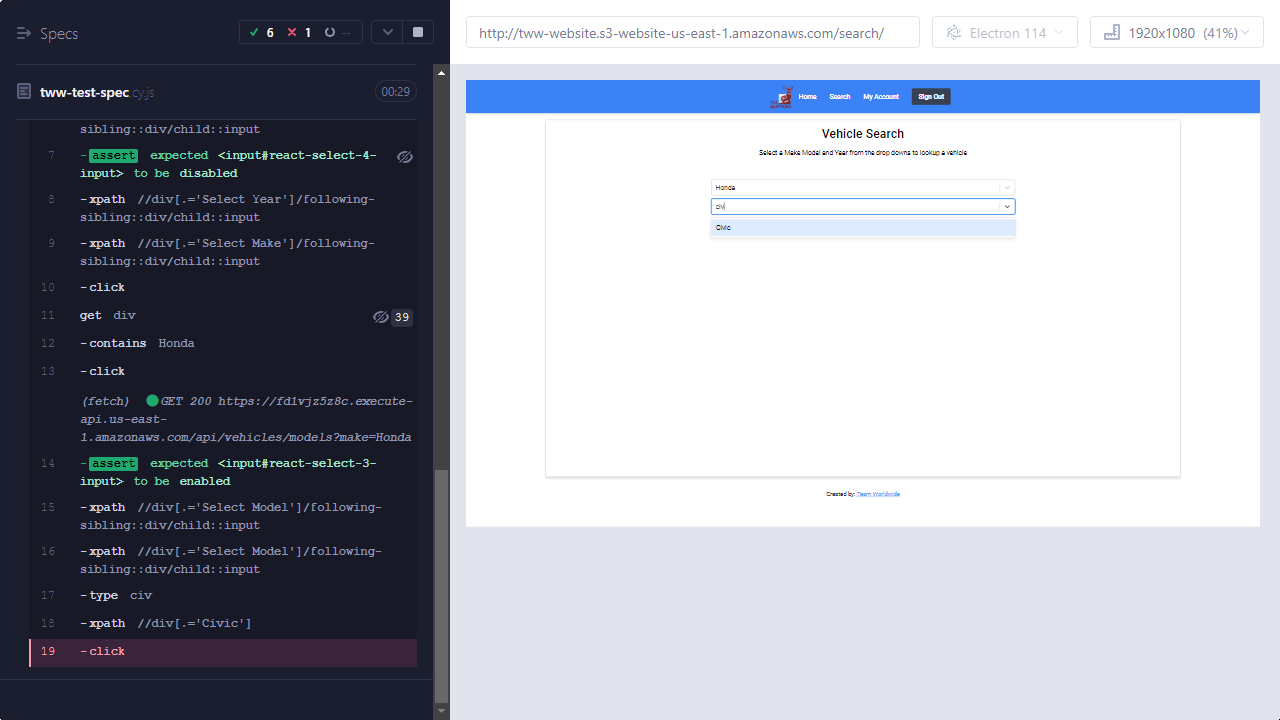 Specs
6 1 --
tww-test-spec.cy.js
00:29
sibling::div/child::input
7 -assert expected <input#react-select-4-
input> to be disabled
8 -xpath //div[.='Select Year']/following-
sibling::div/child::input
9 -xpath //div[.='Select Make']/following-
sibling::div/child::input
10 -click
11 get div 39
12 -contains Honda
13 -click
(fetch) GET 200 https://fd1vjz5z8c.execute-
api.us-east-
1.amazonaws.com/api/vehicles/models?make=Honda
14 -assert expected <input#react-select-3-
input> to be enabled
15 -xpath //div[.='Select Model']/following-
sibling::div/child::input
16 -xpath //div[.='Select Model']/following-
sibling::div/child::input
17 -type civ
18 -xpath //div[.='Civic']
19 -click
http://tww-website.s3-website-us-east-1.amazonaws.com/search/
Electron 114
1920x1080 (41%)
Home Search My Account Sign Out
Vehicle Search
Select a Make Model and Year from the drop downs to lookup a vehicle
Honda
civ
Civic
Created by: Team Worldwide